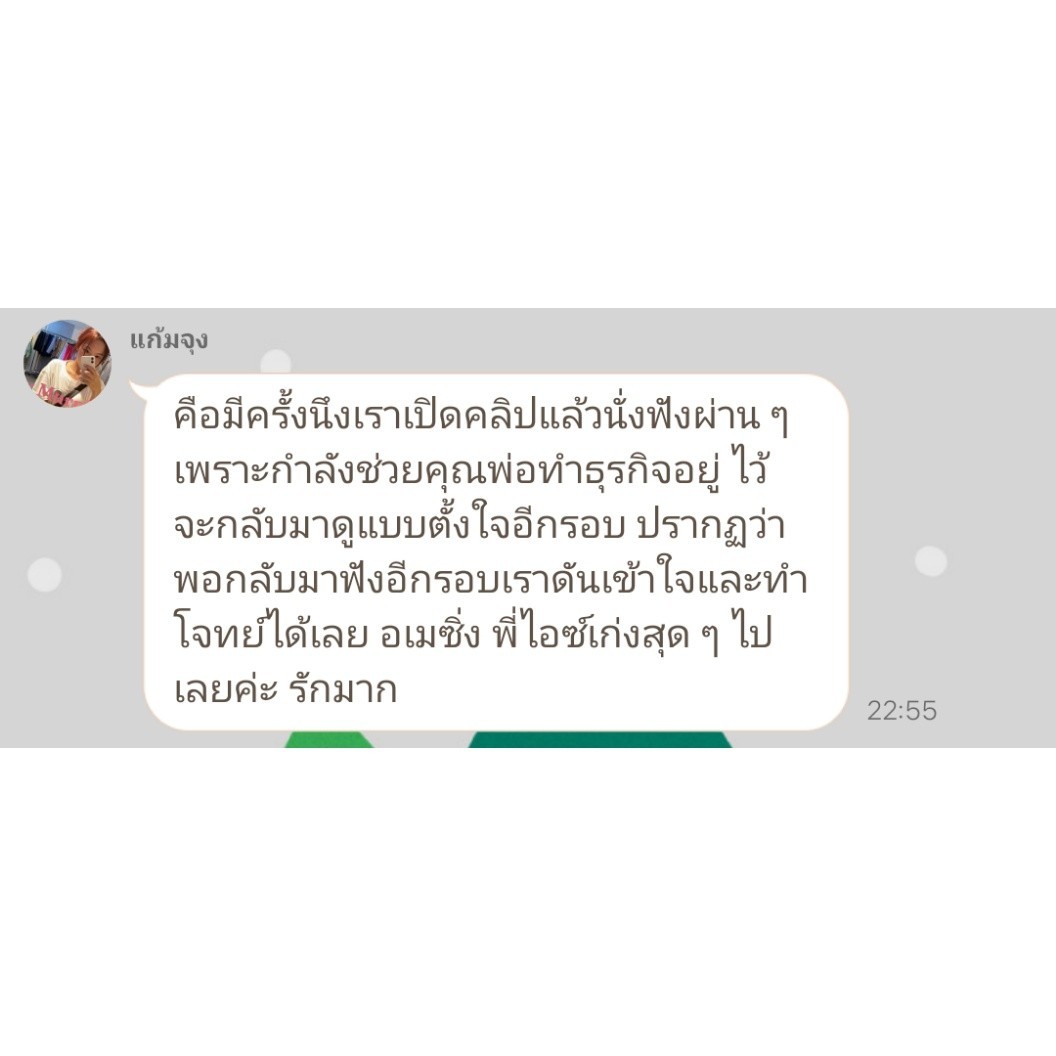 แก้มจุง
คือมีครั้งนึงเราเปิดคลิปแล้วนั่งฟังผ่าน ๆ
เพราะกำลังช่วยคุณพ่อทำธุรกิจอยู่ ไว้
จะกลับมาดูแบบตั้งใจอีกรอบ ปรากฏว่า
พอกลับมาฟังอีกรอบเราดันเข้าใจและทำ
โจทย์ได้เลย อเมซิ่ง พี่ไอซ์เก่งสุด ๆ ไป
เลยค่ะ รักมาก
22:55